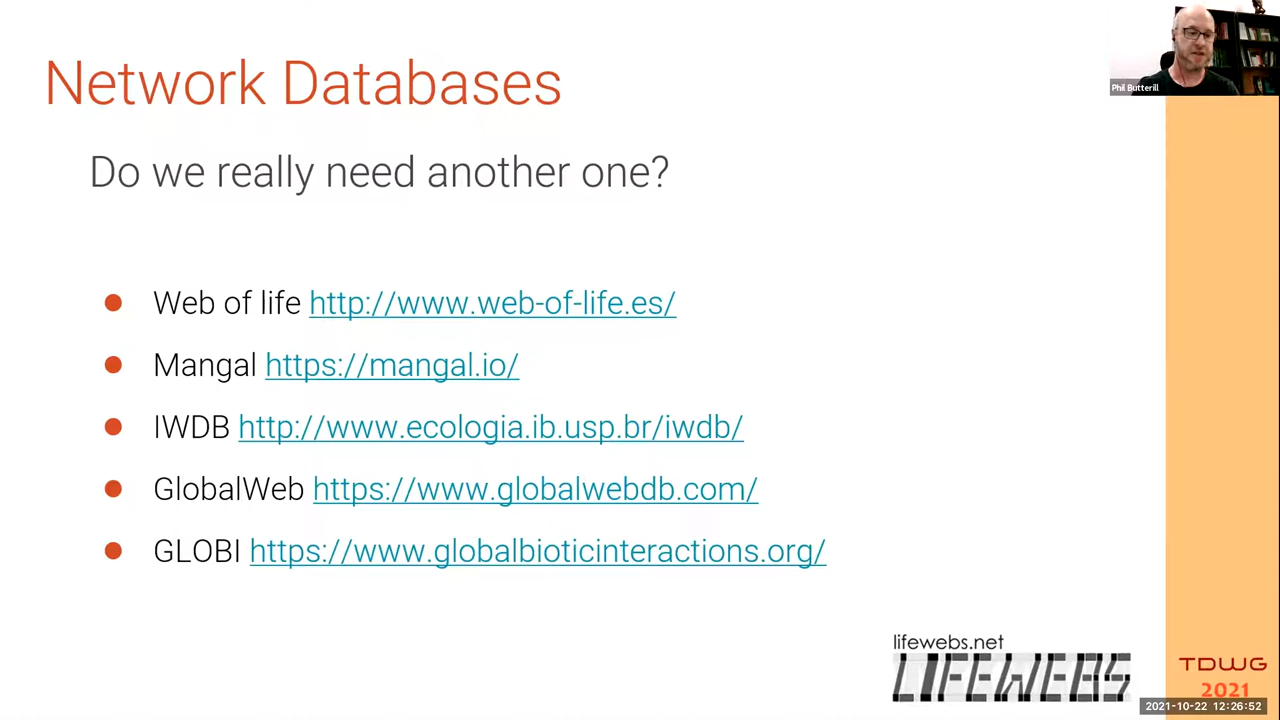 Network Databases
Phil Butterill
Do we really need another one?
Web of life http://www.web-of-life.es/
Mangal https://mangal.io/
IWDB http://www.ecologia.ib.usp.br/iwdb/
GlobalWeb https://www.globalwebdb.com/
GLOBI https://www.globalbioticinteractions.org/
lifewebs.net
LIFEWEBS
TDWG
2021
2021-10-22 12:26:52